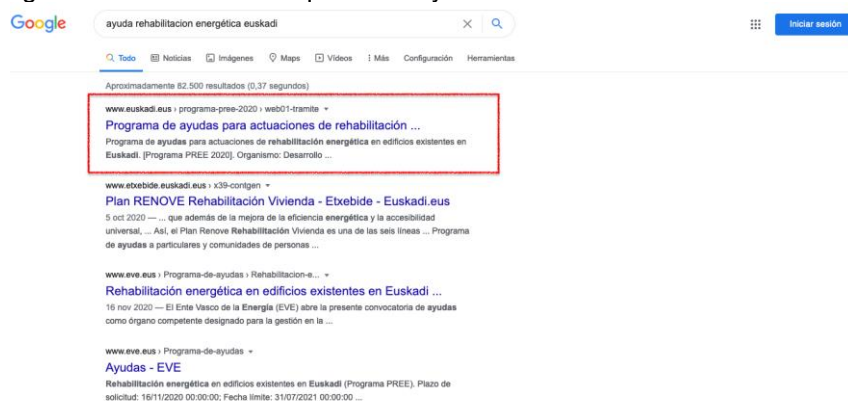 Google
ayuda rehabilitacion energética euskadi
Iniciar sesión
Todo Noticias Imágenes Maps Vídeos Más Configuración Herramientas
Aproximadamente 82.500 resultados (0,37 segundos)
www.euskadi.eus › programa-pree-2020 › web01-tramite
Programa de ayudas para actuaciones de rehabilitación ...
Programa de ayudas para actuaciones de rehabilitación energética en edificios existentes en
Euskadi. [Programa PREE 2020]. Organismo: Desarrollo ...
www.etxebide.euskadi.eus › x39-contgen
Plan RENOVE Rehabilitación Vivienda - Etxebide - Euskadi.eus
5 oct 2020 — ... que además de la mejora de la eficiencia energética y la accesibilidad
universal, ... Así, el Plan Renove Rehabilitación Vivienda es una de las seis líneas ... Programa
de ayudas a particulares y comunidades de personas ...
www.eve.eus › Programa-de-ayudas › Rehabilitacion-e...
Rehabilitación energética en edificios existentes en Euskadi ...
16 nov 2020 — El Ente Vasco de la Energía (EVE) abre la presente convocatoria de ayudas
como órgano competente designado para la gestión en la ...
www.eve.eus › Programa-de-ayudas
Ayudas - EVE
Rehabilitación energética en edificios existentes en Euskadi (Programa PREE). Plazo de
solicitud: 16/11/2020 00:00:00; Fecha límite: 31/07/2021 00:00:00 ...